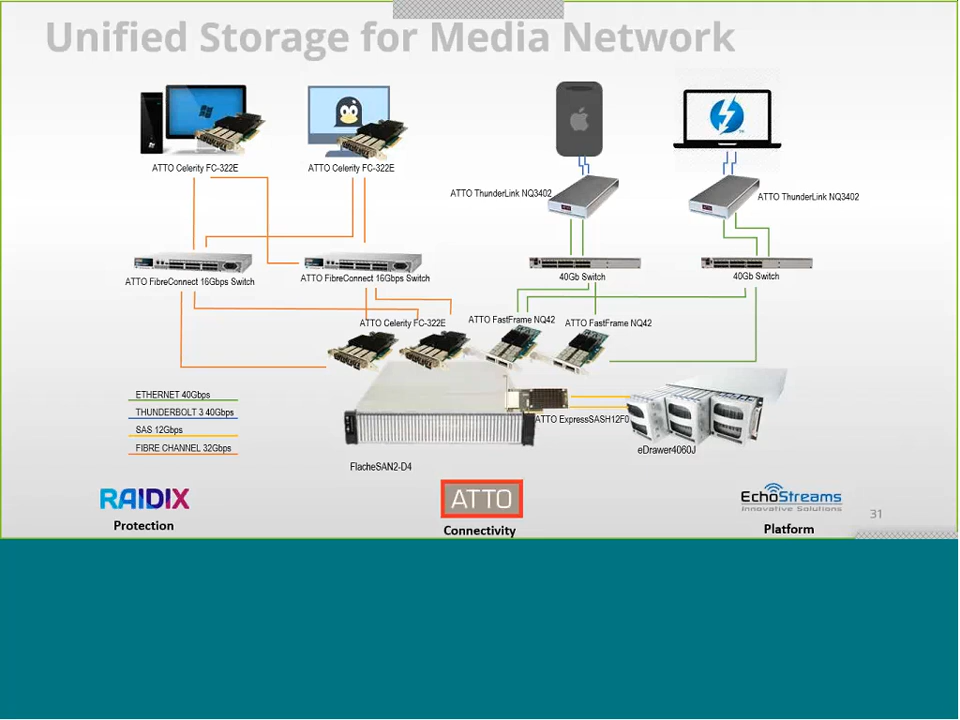 Unified Storage for Media Network
ATTO Celerity FC-322E
ATTO Celerity FC-322E
ATTO ThunderLink NQ3402
ATTO ThunderLink NQ3402
ATTO FibreConnect 16Gbps Switch
ATTO FibreConnect 16Gbps Switch
40Gb Switch
40Gb Switch
ATTO Celerity FC-322E
ATTO FastFrame NQ42
ATTO FastFrame NQ42
ETHERNET 40Gbps
THUNDERBOLT 3 40Gbps
SAS 12Gbps
FIBRE CHANNEL 32Gbps
ATTO ExpressSASH12F0
eDrawer4060J
FlacheSAN2-D4
RAIDIX
Protection
ATTO
Connectivity
EchoStreams
Innovative Solutions
Platform
31